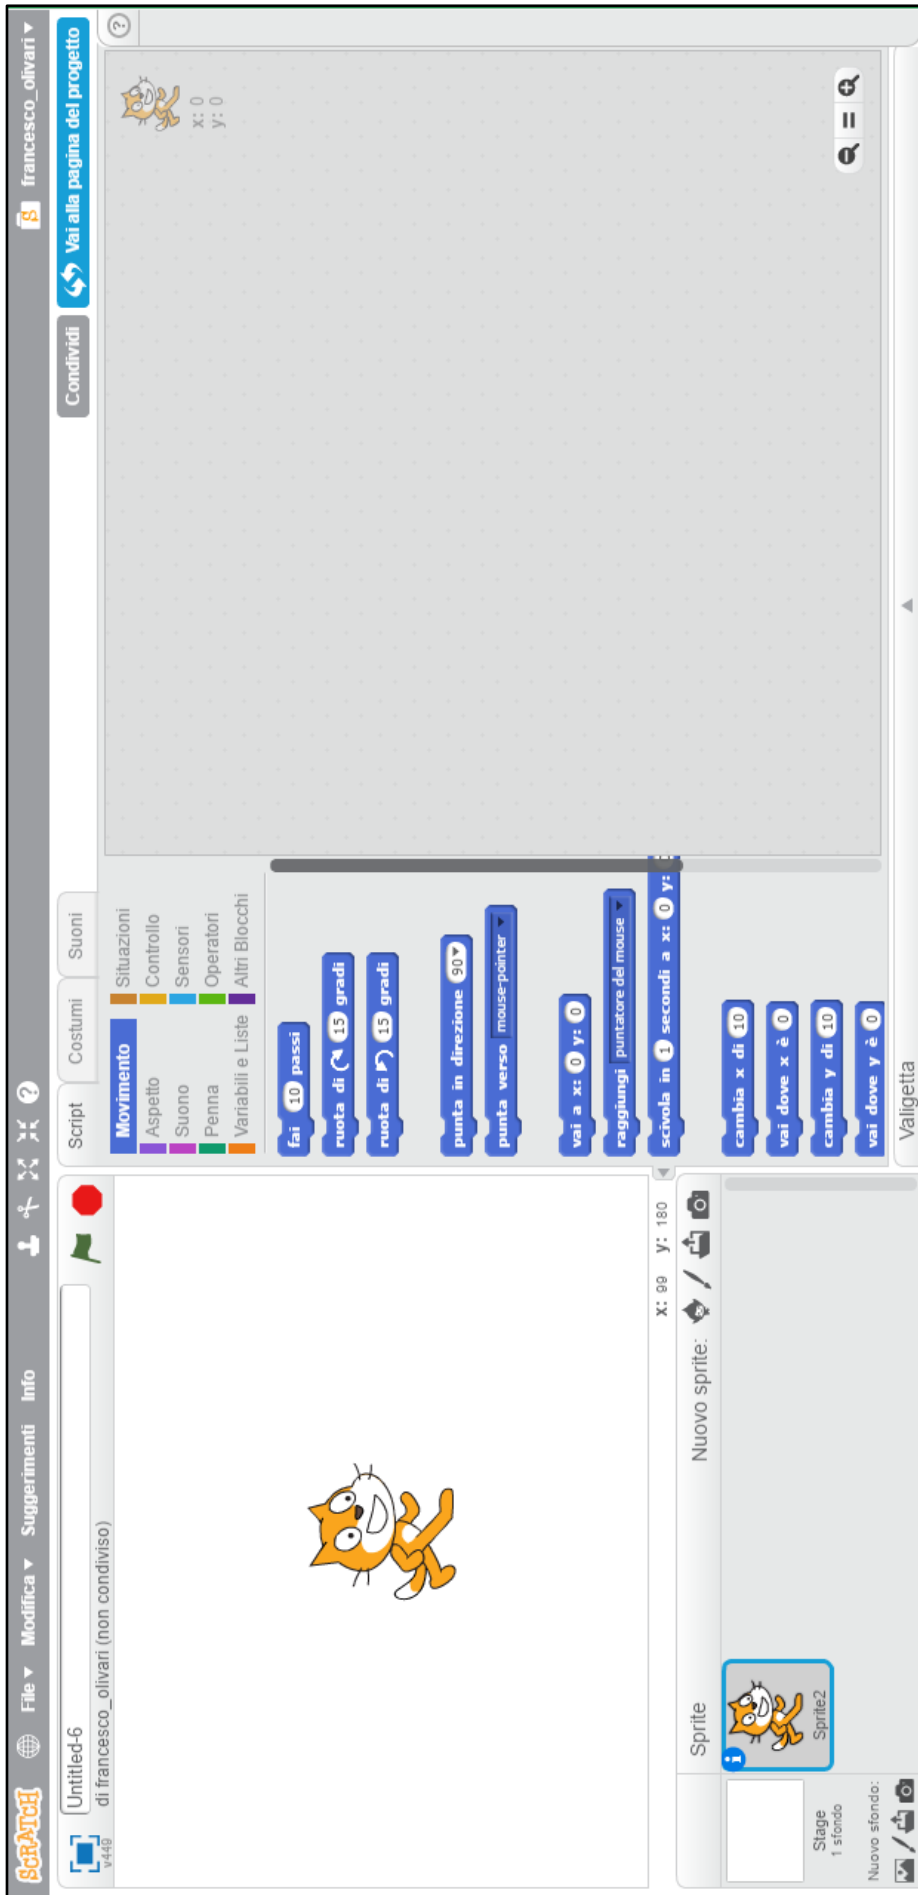 SCRATCH File Modifica Suggerimenti Info francesco_olivari
Untitled-6
di francesco_olivari (non condiviso)
v449
Condividi Vai alla pagina del progetto
Script Costumi Suoni
Movimento Situazioni
Aspetto Controllo
Suono Sensori
Penna Operatori
Variabili e Liste Altri Blocchi
fai 10 passi
ruota di 15 gradi
ruota di 15 gradi
punta in direzione 90
punta verso mouse-pointer
vai a x: 0 y: 0
raggiungi puntatore del mouse
scivola in 1 secondi a x: 0 y:
cambia x di 10
vai dove x è 0
cambia y di 10
vai dove y è 0
x: 0
y: 0
x: 99 y: 180
Sprite Nuovo sprite:
Sprite2
Stage
1 sfondo
Nuovo sfondo:
Valigetta